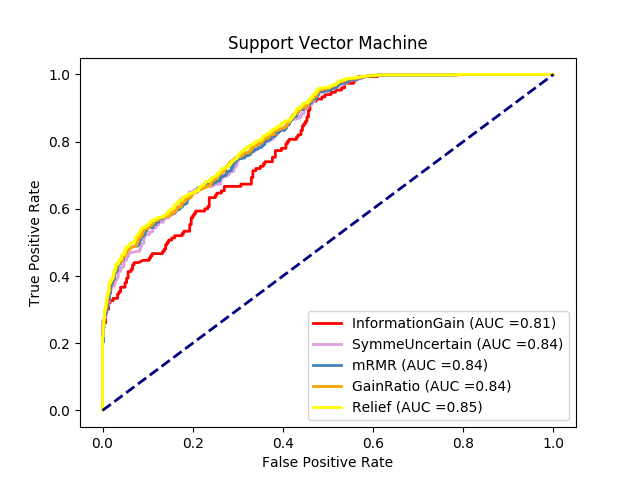 Support Vector Machine
True Positive Rate
1.0
0.8
0.6
0.4
0.2
0.0
InformationGain (AUC =0.81)
SymmeUncertain (AUC =0.84)
mRMR (AUC =0.84)
GainRatio (AUC =0.84)
Relief (AUC =0.85)
0.0 0.2 0.4 0.6 0.8 1.0
False Positive Rate